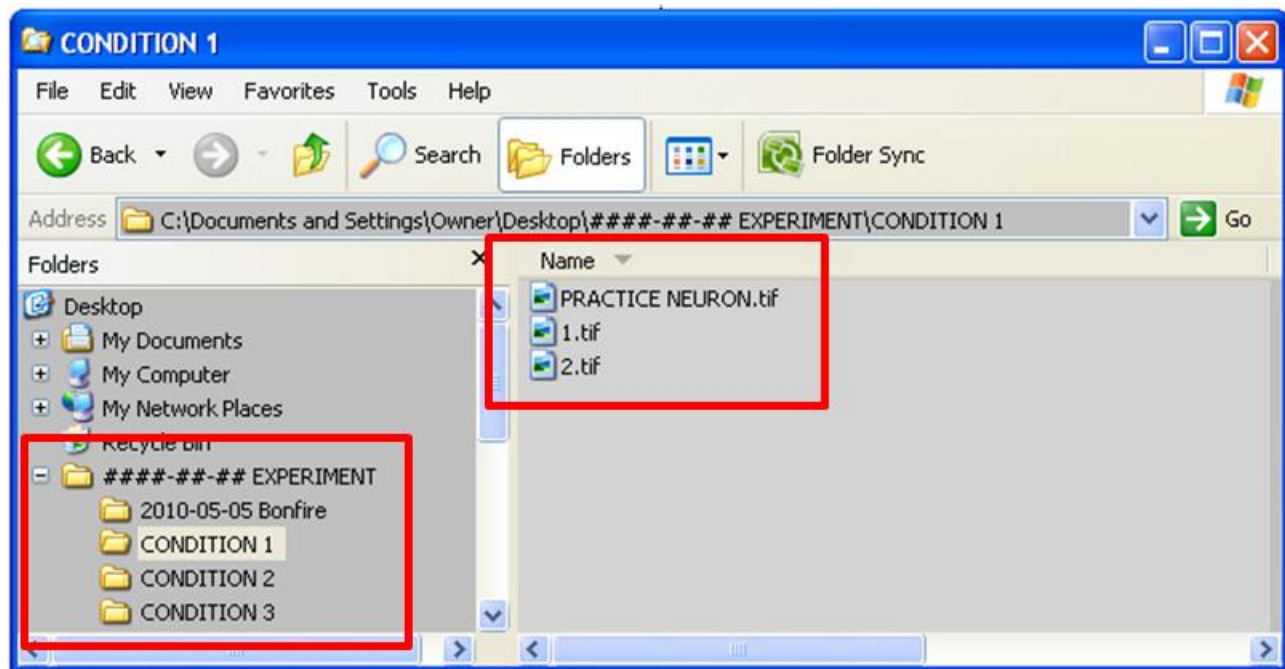 CONDITION 1
File Edit View Favorites Tools Help
Back Search Folders Folder Sync
Address C:\Documents and Settings\Owner\Desktop\####-##-## EXPERIMENT\CONDITION 1 Go
Folders
Desktop
My Documents
My Computer
My Network Places
Recycle Bin
####-##-## EXPERIMENT
2010-05-05 Bonfire
CONDITION 1
CONDITION 2
CONDITION 3
Name
PRACTICE NEURON.tif
1.tif
2.tif